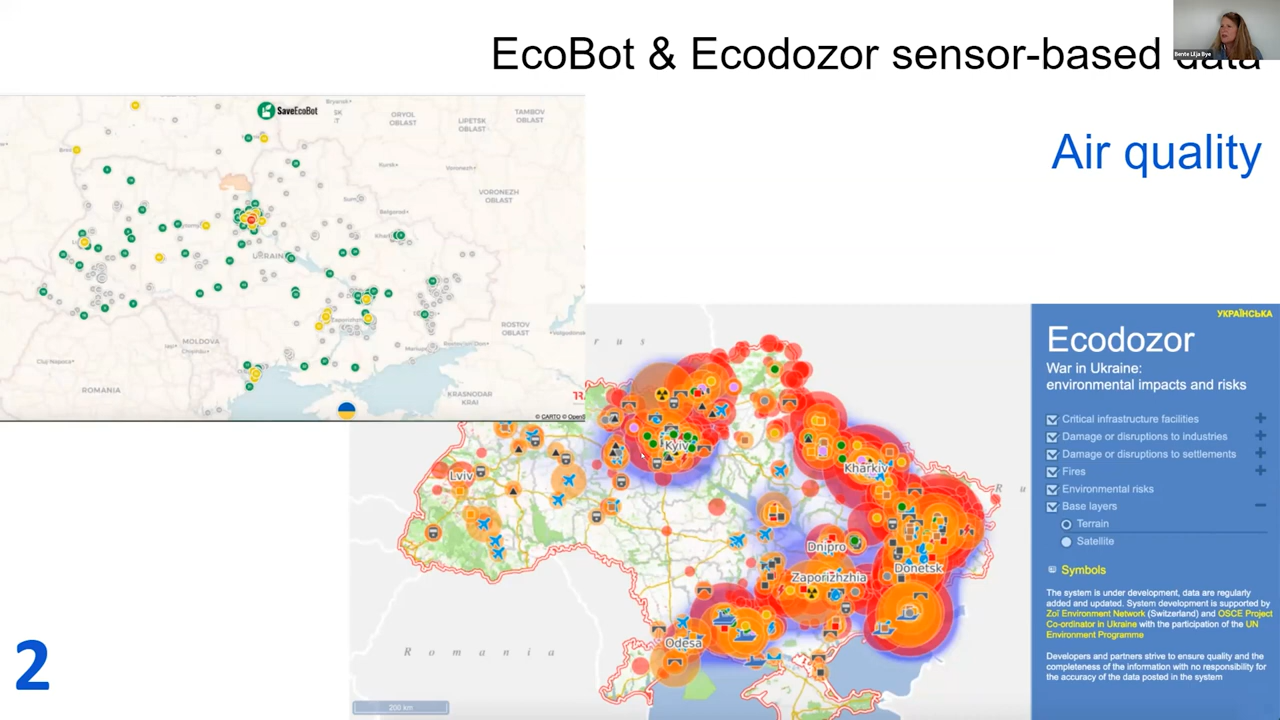 EcoBot & Ecodozor sensor-based data
Bente Lilja Bye
Air quality
SaveEcoBot
ORYOL
OBLAST
LIPETSK
OBLAST
TAMBOV
OBLAST
VORONEZH
OBLAST
UKRAINE
MOLDOVA
ROSTOV
OBLAST
Cluj-Napoca
ROMANIA
KRASNODAR
KRAI
© CARTO ©
УКРАЇНСЬКА
Ecodozor
War in Ukraine:
environmental impacts and risks
Critical infrastructure facilities
Damage or disruptions to industries
Damage or disruptions to settlements
Fires
Environmental risks
Base layers
Terrain
Satellite
Symbols
The system is under development, data are regularly
added and updated. System development is supported by
Zoï Environment Network (Switzerland) and OSCE Project
Co-ordinator in Ukraine with the participation of the UN
Environment Programme
Developers and partners strive to ensure quality and the
completeness of the information with no responsibility for
the accuracy of the data posted in the system
Kyiv
Lviv
Kharkiv
Dnipro
Donetsk
Zaporizhzhia
Odesa
Romania
200 km
2